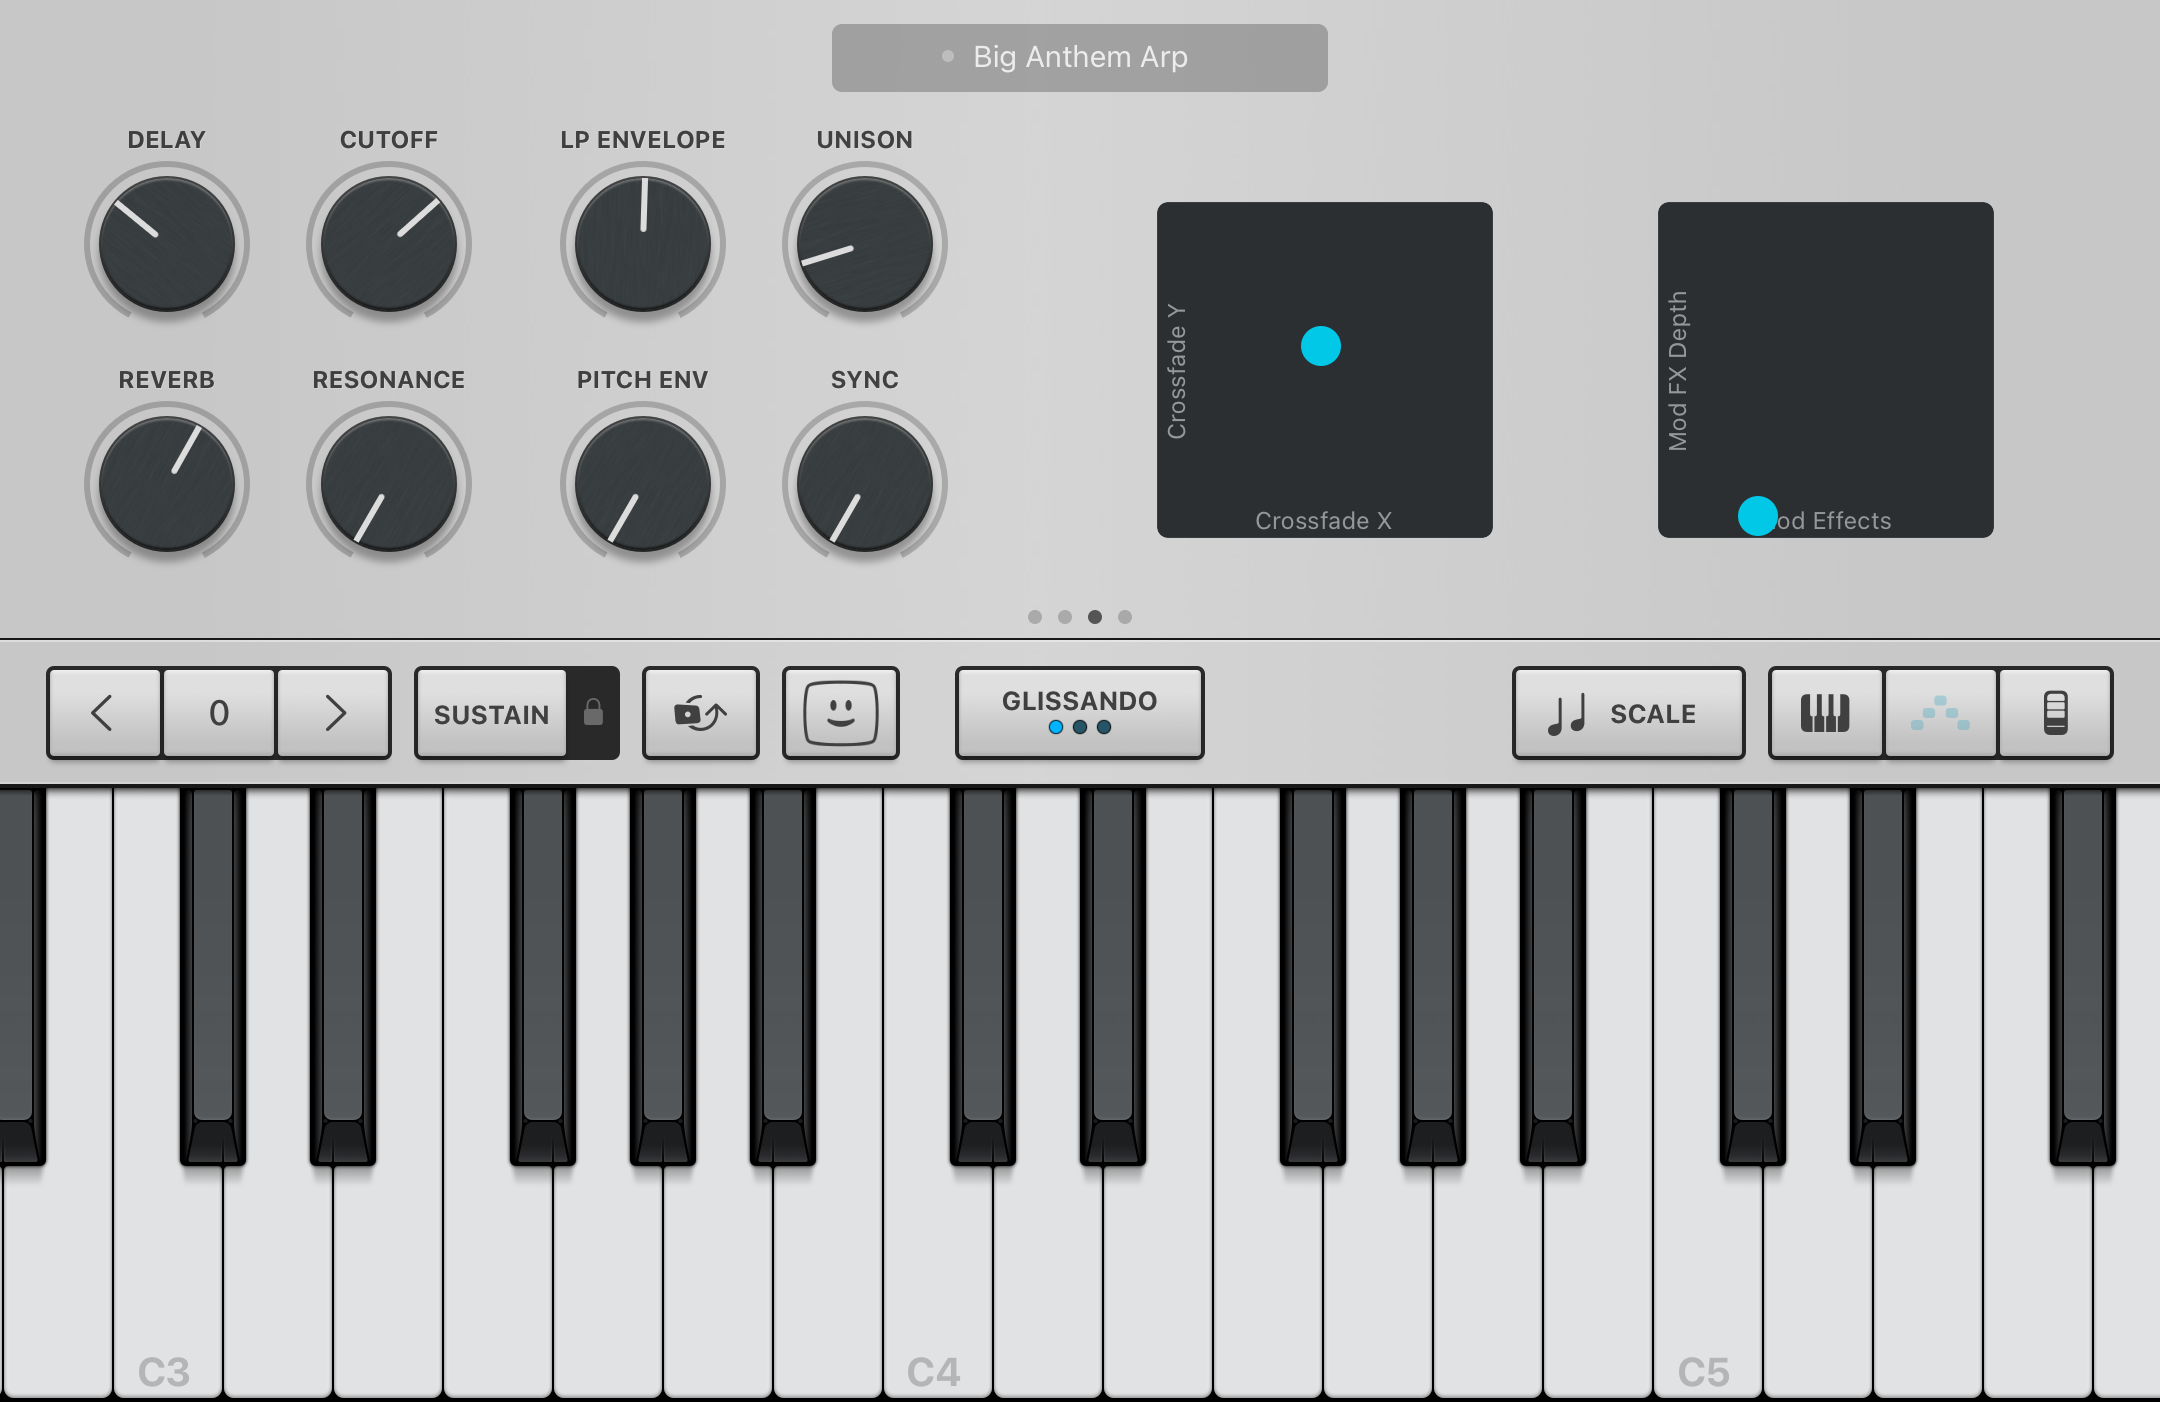 Big Anthem Arp
DELAY
CUTOFF
LP ENVELOPE
UNISON
REVERB
RESONANCE
PITCH ENV
SYNC
Crossfade Y
Crossfade X
Mod FX Depth
od Effects
0
SUSTAIN
GLISSANDO
SCALE
C3
C4
C5